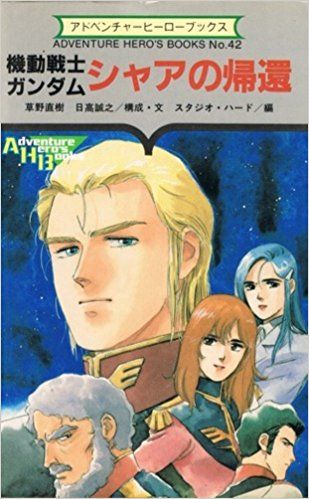 アドベンチャーヒーローブックス
ADVENTURE HERO'S BOOKS No.42
機動戦士
ガンダム シャアの帰還
草野直樹 日高誠之／構成・文 スタジオ・ハード／編
Adventure
Hero's
Books